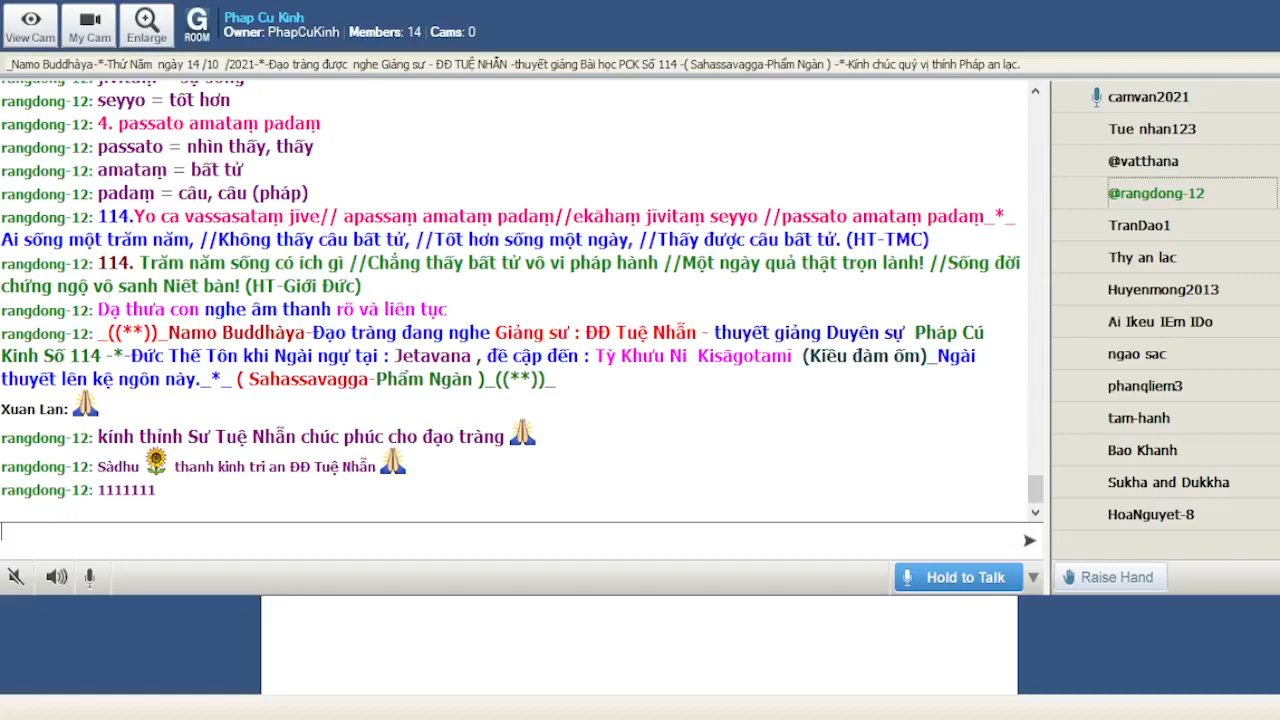 View Cam
My Cam
Enlarge
G
ROOM
Phap Cu Kinh
Owner: PhapCuKinh | Members: 14 | Cams: 0
_Namo Buddhàya-*-Thứ Năm ngày 14 /10 /2021-*-Đạo tràng được nghe Giảng sư - ĐĐ TUỆ NHẪN -thuyết giảng Bài học PCK Số 114 -( Sahassavagga-Phẩm Ngàn ) -*-Kính chúc quý vị thính Pháp an lạc.
rangdong-12: seyyo = tốt hơn
rangdong-12: 4. passato amataṃ padaṃ
rangdong-12: passato = nhìn thấy, thấy
rangdong-12: amataṃ = bất tử
rangdong-12: padaṃ = câu, câu (pháp)
rangdong-12: 114.Yo ca vassasataṃ jīve// apassaṃ amataṃ padaṃ//ekāhaṃ jīvitaṃ seyyo //passato amataṃ padaṃ_*_
Ai sống một trăm năm, //Không thấy câu bất tử, //Tốt hơn sống một ngày, //Thấy được câu bất tử. (HT-TMC)
rangdong-12: 114. Trăm năm sống có ích gì //Chẳng thấy bất tử vô vi pháp hành //Một ngày quả thật trọn lành! //Sống đời
chứng ngộ vô sanh Niết bàn! (HT-Giới Đức)
rangdong-12: Dạ thưa con nghe âm thanh rõ và liên tục
rangdong-12: _((**))_Namo Buddhàya-Đạo tràng đang nghe Giảng sư : ĐĐ Tuệ Nhẫn - thuyết giảng Duyên sự Pháp Cú
Kinh Số 114 -*-Đức Thế Tôn khi Ngài ngự tại : Jetavana , đề cập đến : Tỳ Khưu Ni Kisāgotamī (Kiều đàm ốm)_Ngài
thuyết lên kệ ngôn này._*_ ( Sahassavagga-Phẩm Ngàn )_((**))_
Xuan Lan:
rangdong-12: kính thỉnh Sư Tuệ Nhẫn chúc phúc cho đạo tràng
rangdong-12: Sàdhu thanh kinh tri an ĐĐ Tuệ Nhẫn
rangdong-12: 1111111
Hold to Talk
camvan2021
Tue nhan123
@vatthana
@rangdong-12
TranDao1
Thy an lac
Huyenmong2013
Ai Ikeu IEm IDo
ngao sac
phanqliem3
tam-hanh
Bao Khanh
Sukha and Dukkha
HoaNguyet-8
Raise Hand